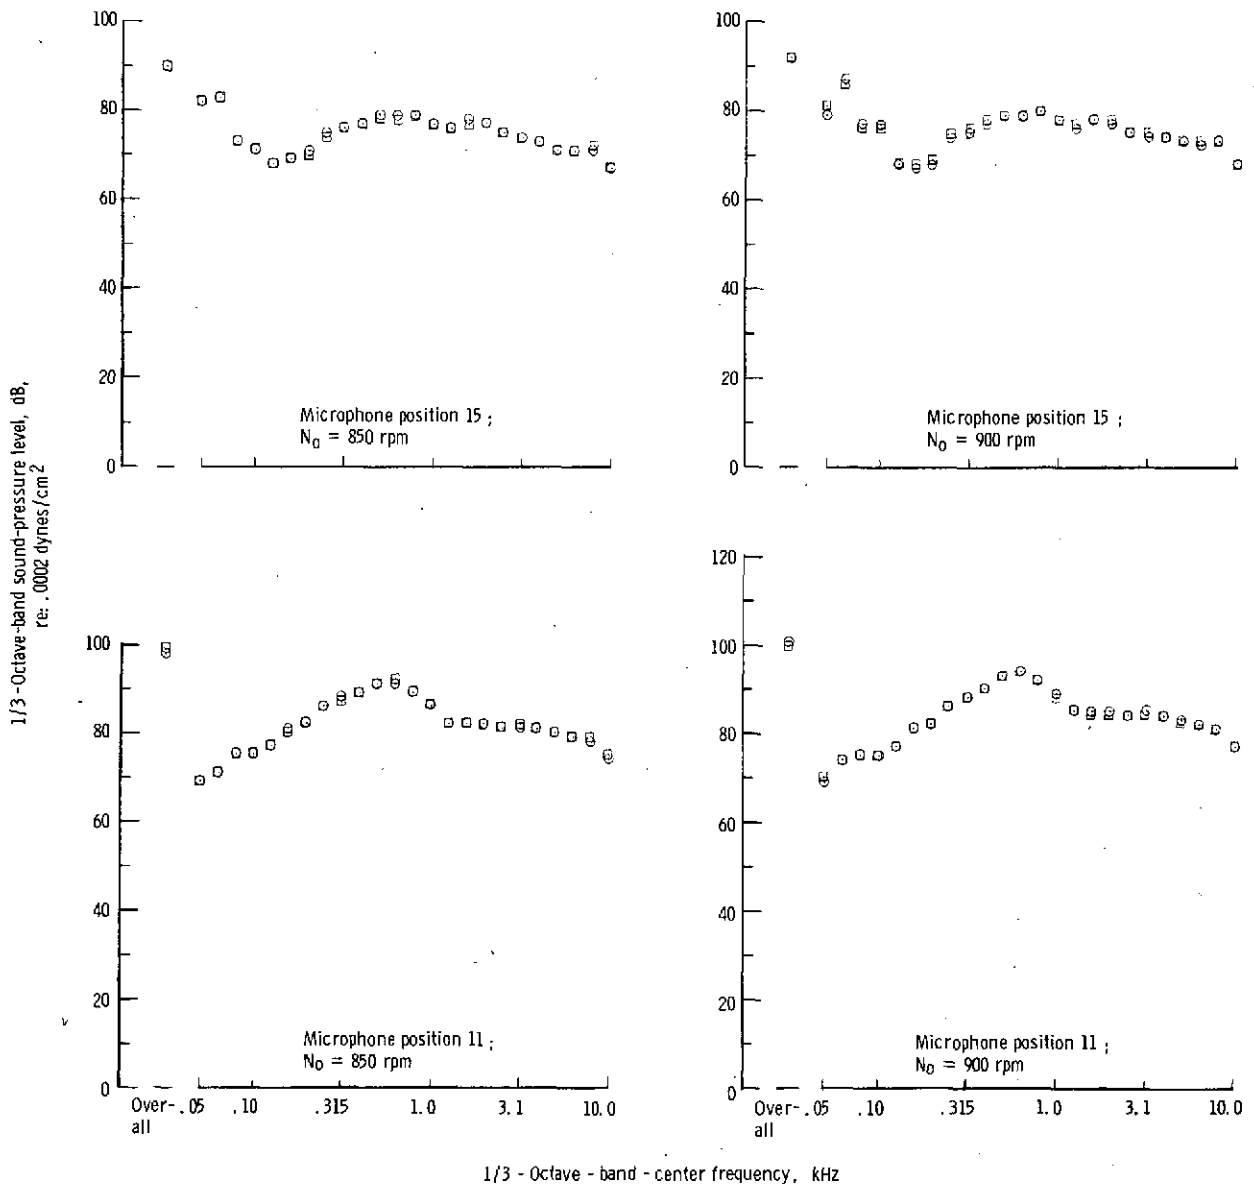 100
80
60
40
20
0
Microphone position 15 ;
No = 850 rpm
100
80
60
40
20
0
Microphone position 15 ;
No = 900 rpm
1/3 -Octave-band sound-pressure level, dB,
re: .0002 dynes/cm2
100
80
60
40
20
0
Microphone position 11 ;
No = 850 rpm
Over- .05 .10 .315 1.0 3.1 10.0
all
120
100
80
60
40
20
0
Microphone position 11 ;
No = 900 rpm
Over- .05 .10 .315 1.0 3.1 10.0
all
1/3 - Octave - band - center frequency, kHz